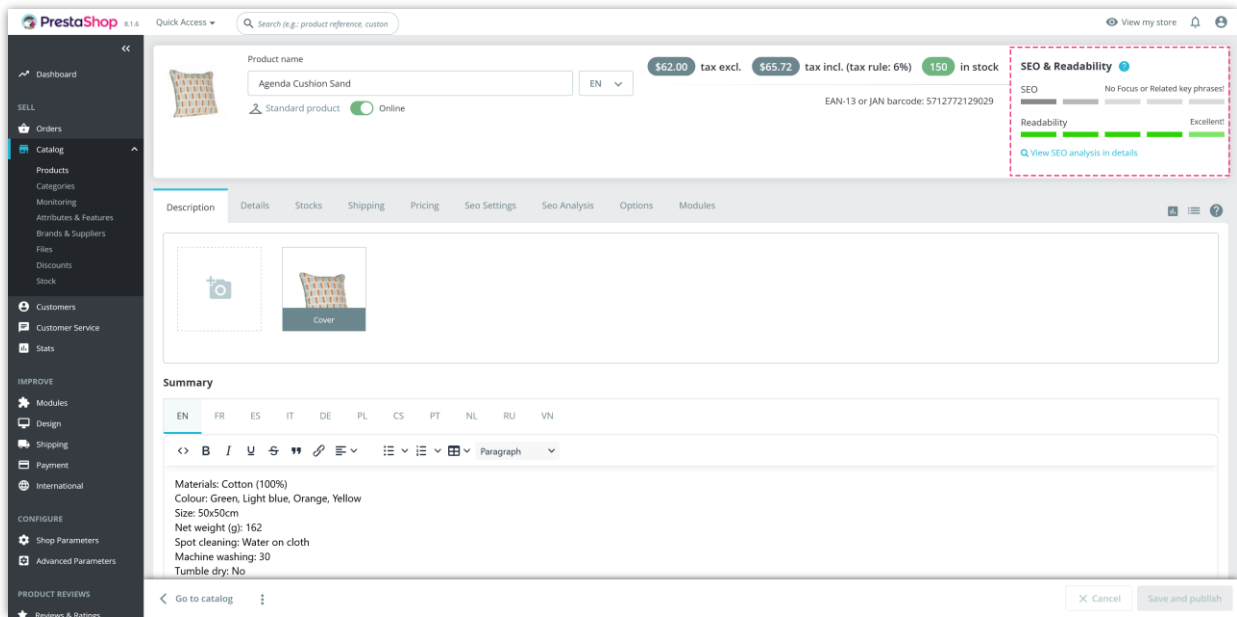 PrestaShop 8.1.6
Quick Access
Search (e.g.: product reference, custon
View my store
Dashboard
SELL
Orders
Catalog
Products
Categories
Monitoring
Attributes & Features
Brands & Suppliers
Files
Discounts
Stock
Customers
Customer Service
Stats
IMPROVE
Modules
Design
Shipping
Payment
International
CONFIGURE
Shop Parameters
Advanced Parameters
PRODUCT REVIEWS
Reviews & Ratings
Product name
Agenda Cushion Sand
EN
Standard product
Online
$62.00 tax excl. $65.72 tax incl. (tax rule: 6%) 150 in stock
EAN-13 or JAN barcode: 5712772129029
SEO & Readability ?
SEO No Focus or Related key phrases!
Readability Excellent!
View SEO analysis in details
Description Details Stocks Shipping Pricing Seo Settings Seo Analysis Options Modules
Cover
Summary
EN FR ES IT DE PL CS PT NL RU VN
Paragraph
Materials: Cotton (100%)
Colour: Green, Light blue, Orange, Yellow
Size: 50x50cm
Net weight (g): 162
Spot cleaning: Water on cloth
Machine washing: 30
Tumble dry: No
Go to catalog
Cancel
Save and publish